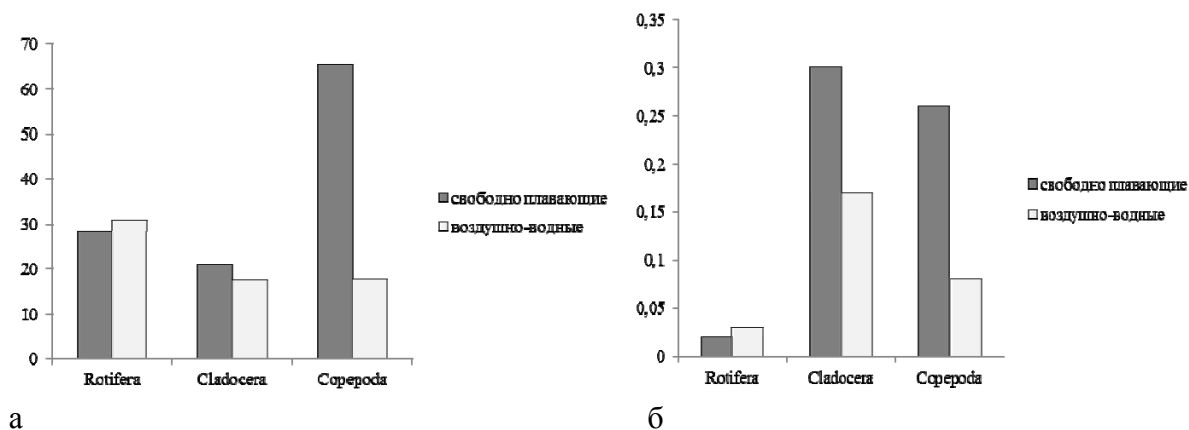 70
60
50
40
30
20
10
0
Rotifera Cladocera Copepoda
свободно плавающие
воздушно-водные
а
0,35
0,3
0,25
0,2
0,15
0,1
0,05
0
Rotifera Cladocera Copepoda
свободно плавающие
воздушно-водные
б